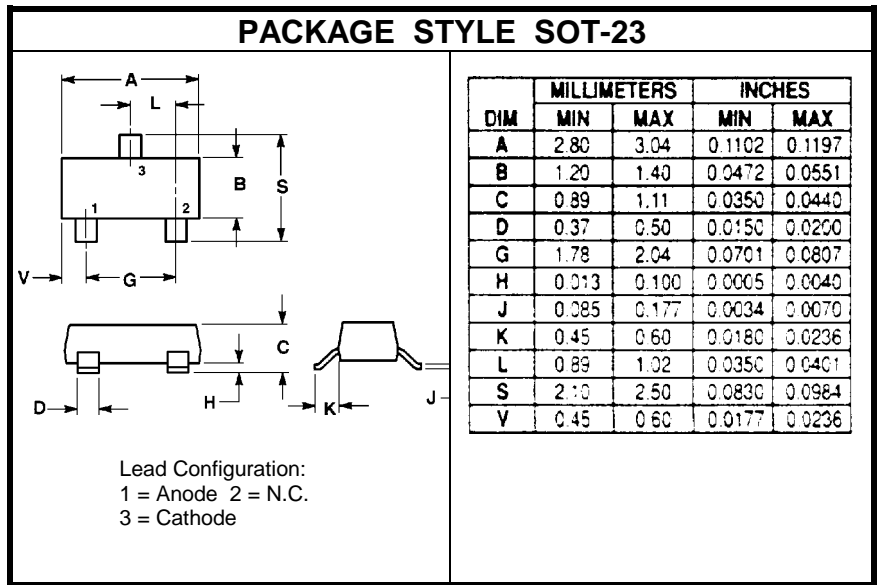 PACKAGE STYLE SOT-23
A
L
3
B
S
1
2
V
G
C
D
H
K
J
Lead Configuration:
1 = Anode 2 = N.C.
3 = Cathode
MILLIMETERS INCHES
DIM MIN MAX MIN MAX
A 2.80 3.04 0.1102 0.1197
B 1.20 1.40 0.0472 0.0551
C 0.89 1.11 0.0350 0.0440
D 0.37 0.50 0.0150 0.0200
G 1.78 2.04 0.0701 0.0807
H 0.013 0.100 0.0005 0.0040
J 0.085 0.177 0.0034 0.0070
K 0.45 0.60 0.0180 0.0236
L 0.89 1.02 0.0350 0.0401
S 2.10 2.50 0.0830 0.0984
V 0.45 0.60 0.0177 0.0236